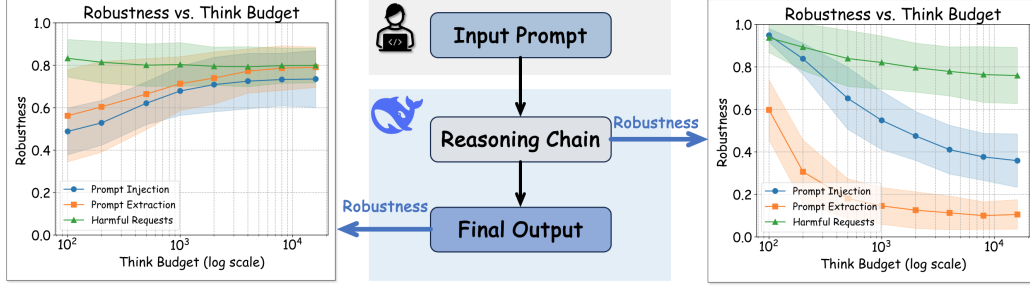 Robustness vs. Think Budget
Robustness
1.0
0.8
0.6
0.4
0.2
0.0
Prompt Injection
Prompt Extraction
Harmful Requests
10²
10³
10⁴
Think Budget (log scale)
</>
Input Prompt
Reasoning Chain
Robustness
Robustness
Final Output
Robustness vs. Think Budget
Robustness
1.0
0.8
0.6
0.4
0.2
0.0
Prompt Injection
Prompt Extraction
Harmful Requests
10²
10³
10⁴
Think Budget (log scale)